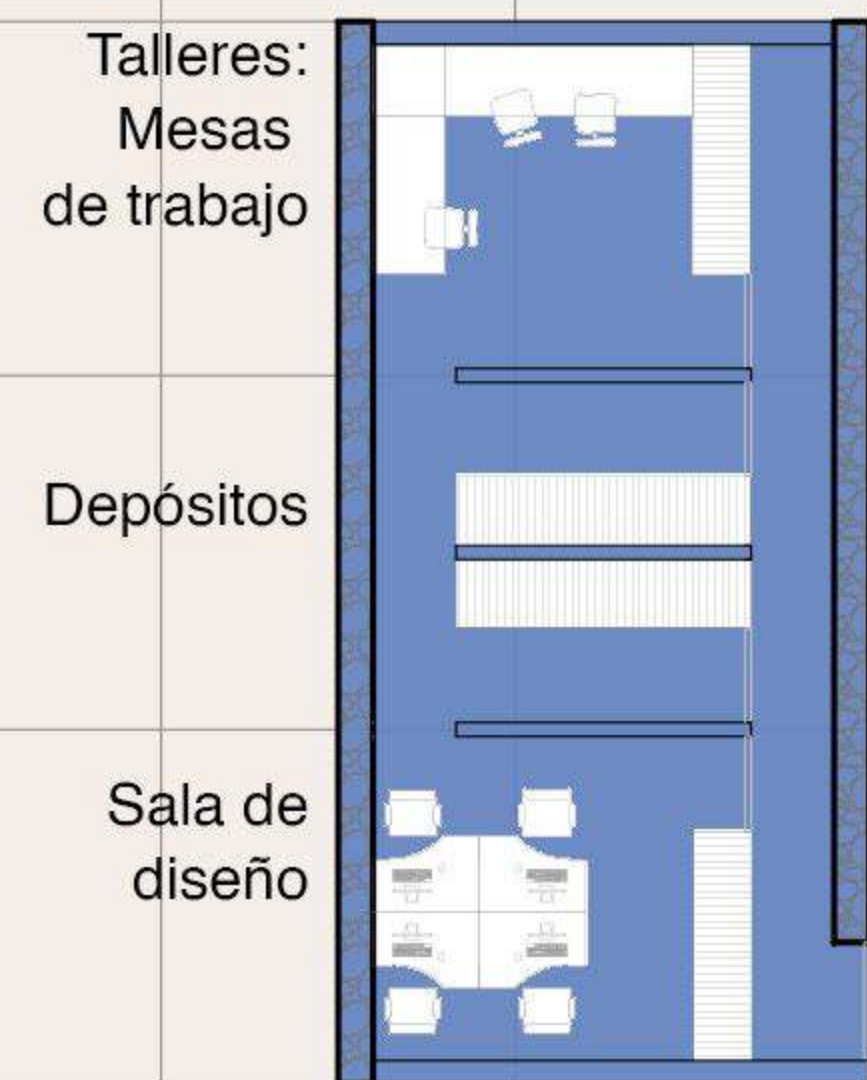 Talleres:
Mesas
de trabajo
Depósitos
Sala de
diseño